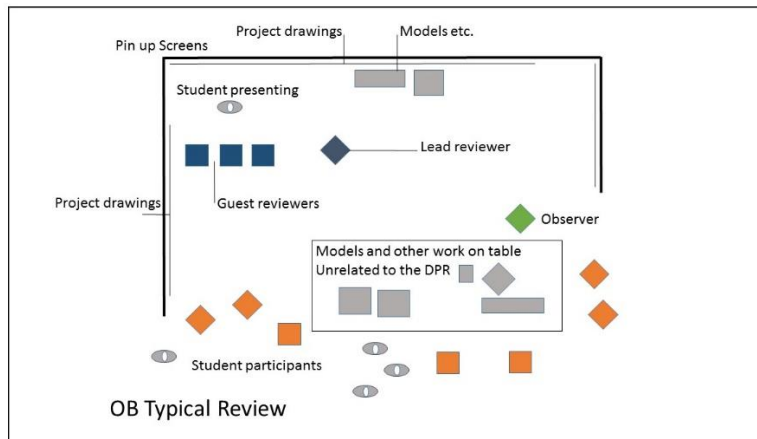 Project drawings
Models etc.
Pin up Screens
Student presenting
Lead reviewer
Project drawings
Guest reviewers
Observer
Models and other work on table
Unrelated to the DPR
Student participants
OB Typical Review